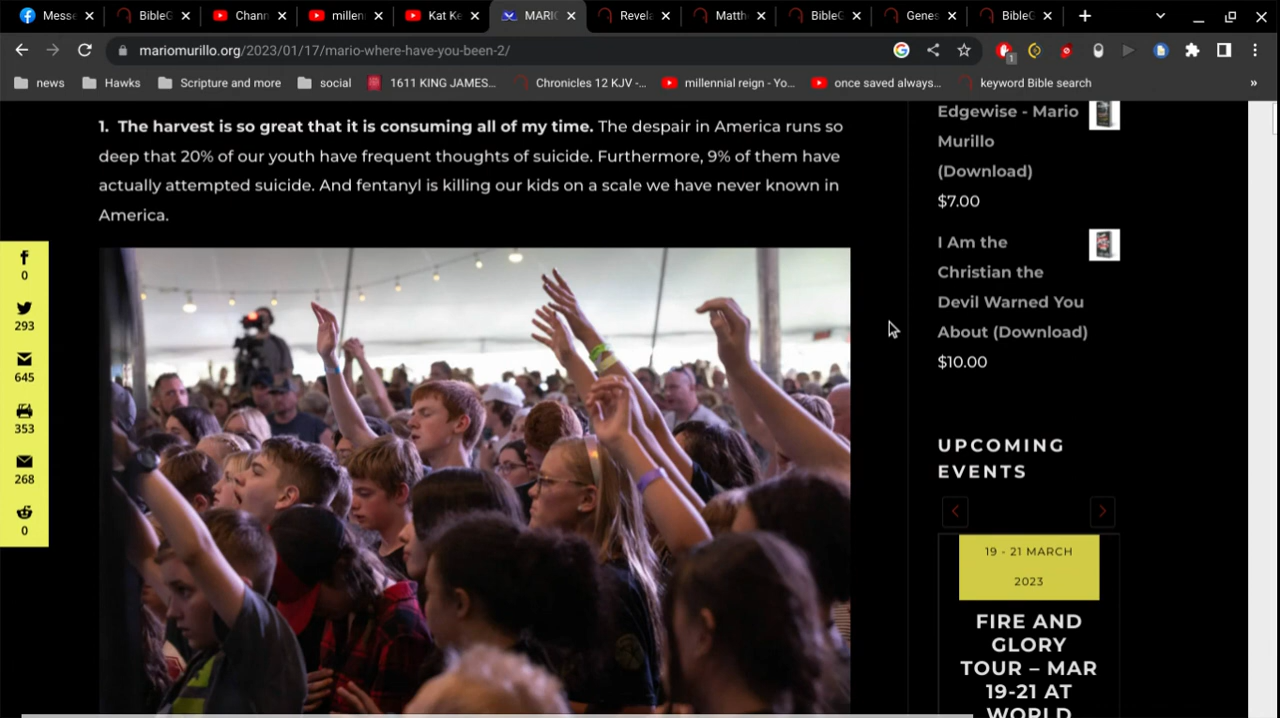 Messe
BibleG
Chann
millen
Kat Ke
MARIO
Revela
Matth
BibleG
Genes
BibleG
mariomurillo.org/2023/01/17/mario-where-have-you-been-2/
1
news
Hawks
Scripture and more
social
1611 KING JAMES...
Chronicles 12 KJV -...
millennial reign - Yo...
once saved always...
keyword Bible search
»
1. The harvest is so great that it is consuming all of my time. The despair in America runs so
deep that 20% of our youth have frequent thoughts of suicide. Furthermore, 9% of them have
actually attempted suicide. And fentanyl is killing our kids on a scale we have never known in
America.
0
293
645
353
268
0
Edgewise - Mario
Murillo
(Download)
$7.00
I Am the
Christian the
Devil Warned You
About (Download)
$10.00
UPCOMING
EVENTS
19 - 21 MARCH
2023
FIRE AND
GLORY
TOUR – MAR
19-21 AT
WORLD